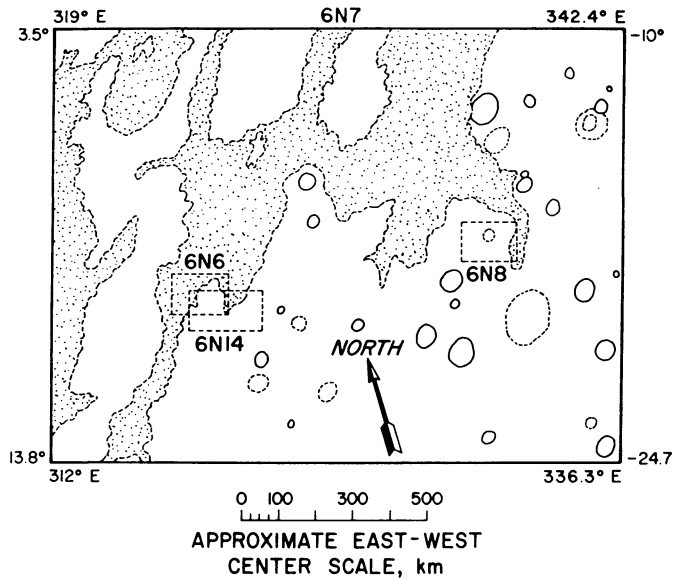 6N7
319° E 342.4° E
3.5° -10°
6N6
6N8
6N14
NORTH
13.8° -24.7
312° E 336.3° E
0 100 300 500
APPROXIMATE EAST-WEST
CENTER SCALE, km